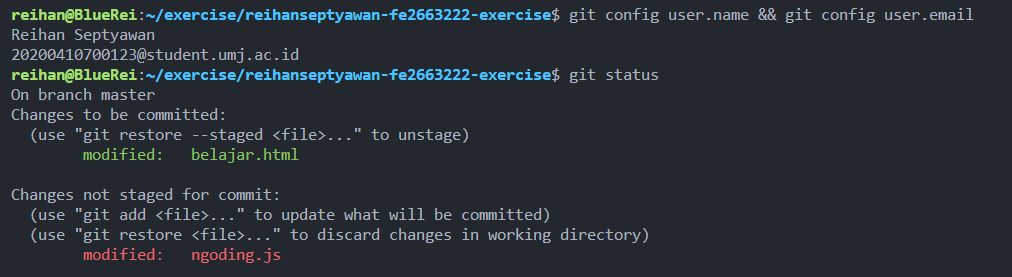 reihan@BlueRei:~/exercise/reihanseptyawan-fe2663222-exercise$ git config user.name && git config user.email
Reihan Septyawan
20200410700123@student.umj.ac.id
reihan@BlueRei:~/exercise/reihanseptyawan-fe2663222-exercise$ git status
On branch master
Changes to be committed:
  (use "git restore --staged <file>..." to unstage)
        modified:   belajar.html

Changes not staged for commit:
  (use "git add <file>..." to update what will be committed)
  (use "git restore <file>..." to discard changes in working directory)
        modified:   ngoding.js